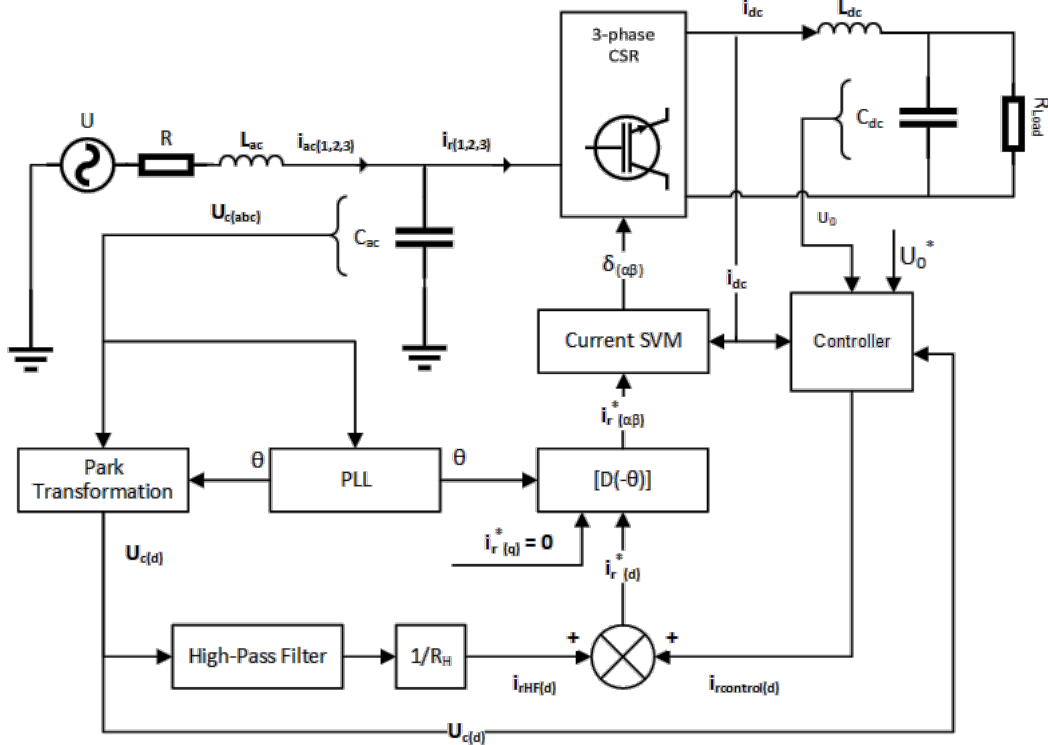 i_dc
L_dc
3-phase
CSR
U
R
L_ac
i_ac(1,2,3)
i_r(1,2,3)
C_dc
R_Load
U_c(abc)
C_ac
U_0
U_0^*
δ_(αβ)
i_dc
Current SVM
Controller
i_r^*_(αβ)
Park
Transformation
θ
PLL
θ
[D(-θ)]
U_c(d)
i_r^*_(q) = 0
i_r^*_(d)
High-Pass Filter
1/R_H
+
+
i_rHF(d)
i_rcontrol(d)
U_c(d)